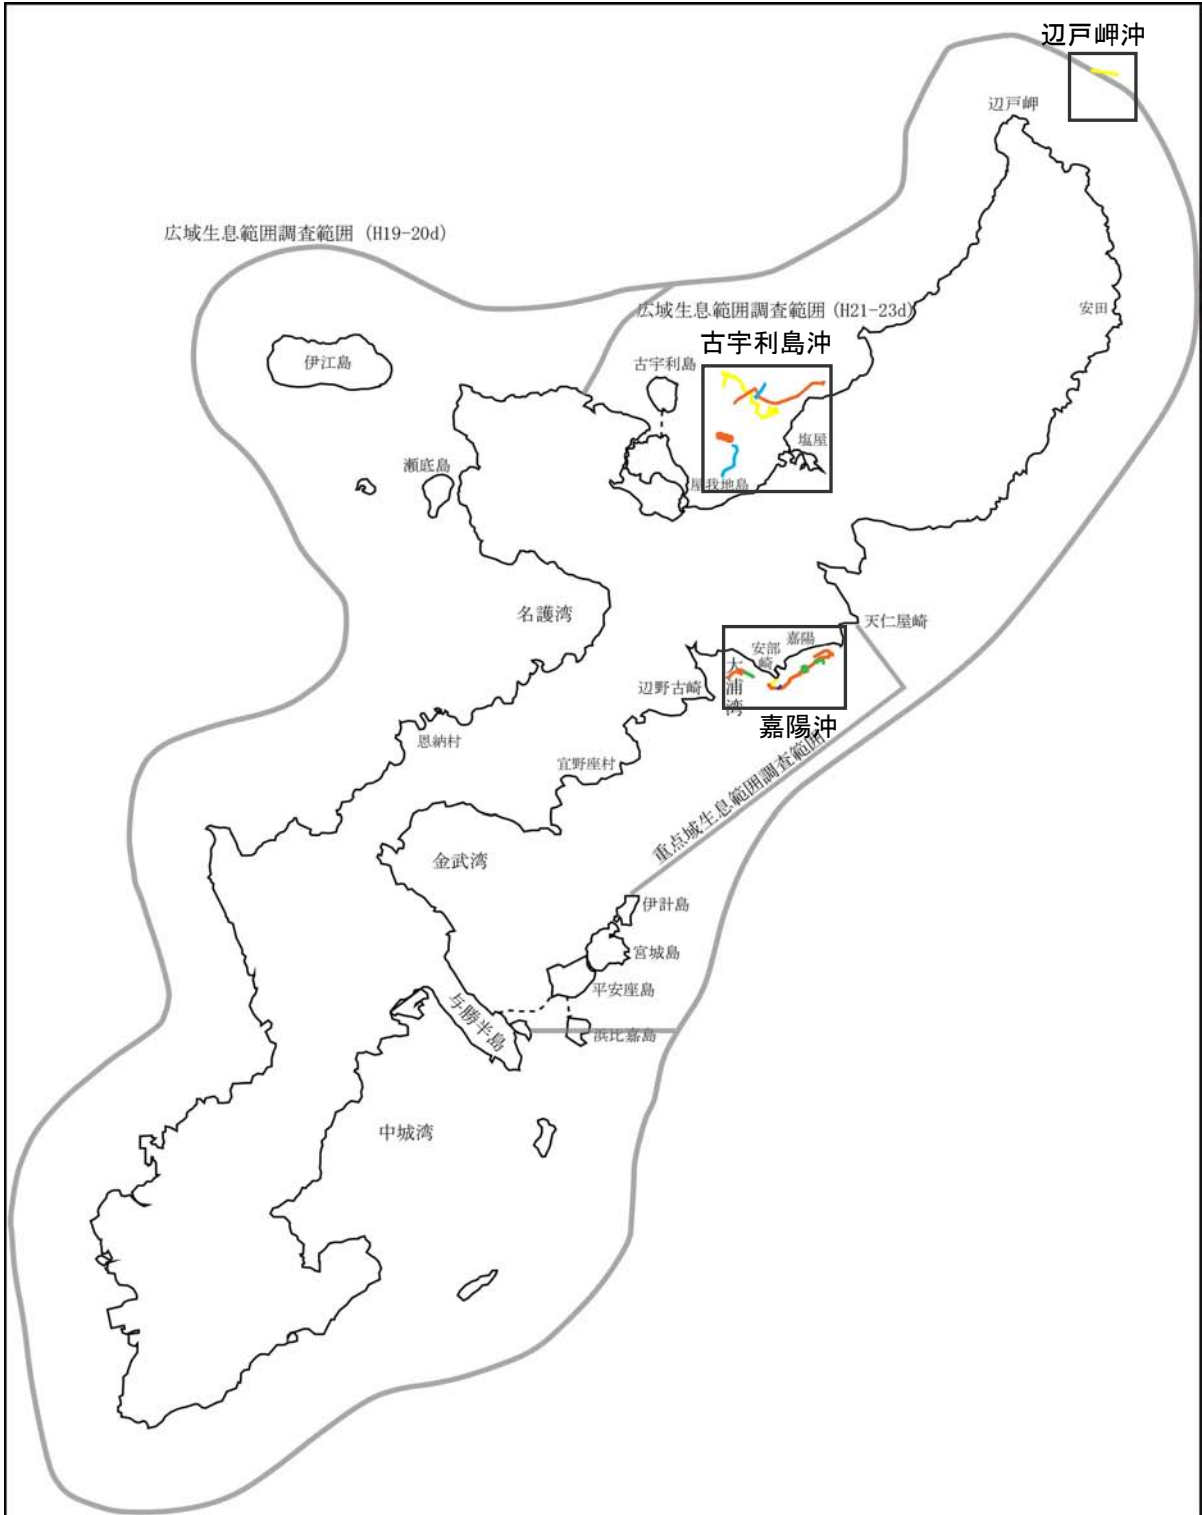 辺戸岬沖
辺戸岬
広域生息範囲調査範囲 (H19-20d)
広域生息範囲調査範囲 (H21-23d)
安田
古宇利島沖
伊江島
古宇利島
塩屋
瀬底島
屋我地島
名護湾
天仁屋崎
嘉陽
安部崎
大浦湾
辺野古崎
嘉陽沖
恩納村
宜野座村
重点域生息範囲調査範囲
金武湾
伊計島
宮城島
平安座島
与勝半島
浜比嘉島
中城湾